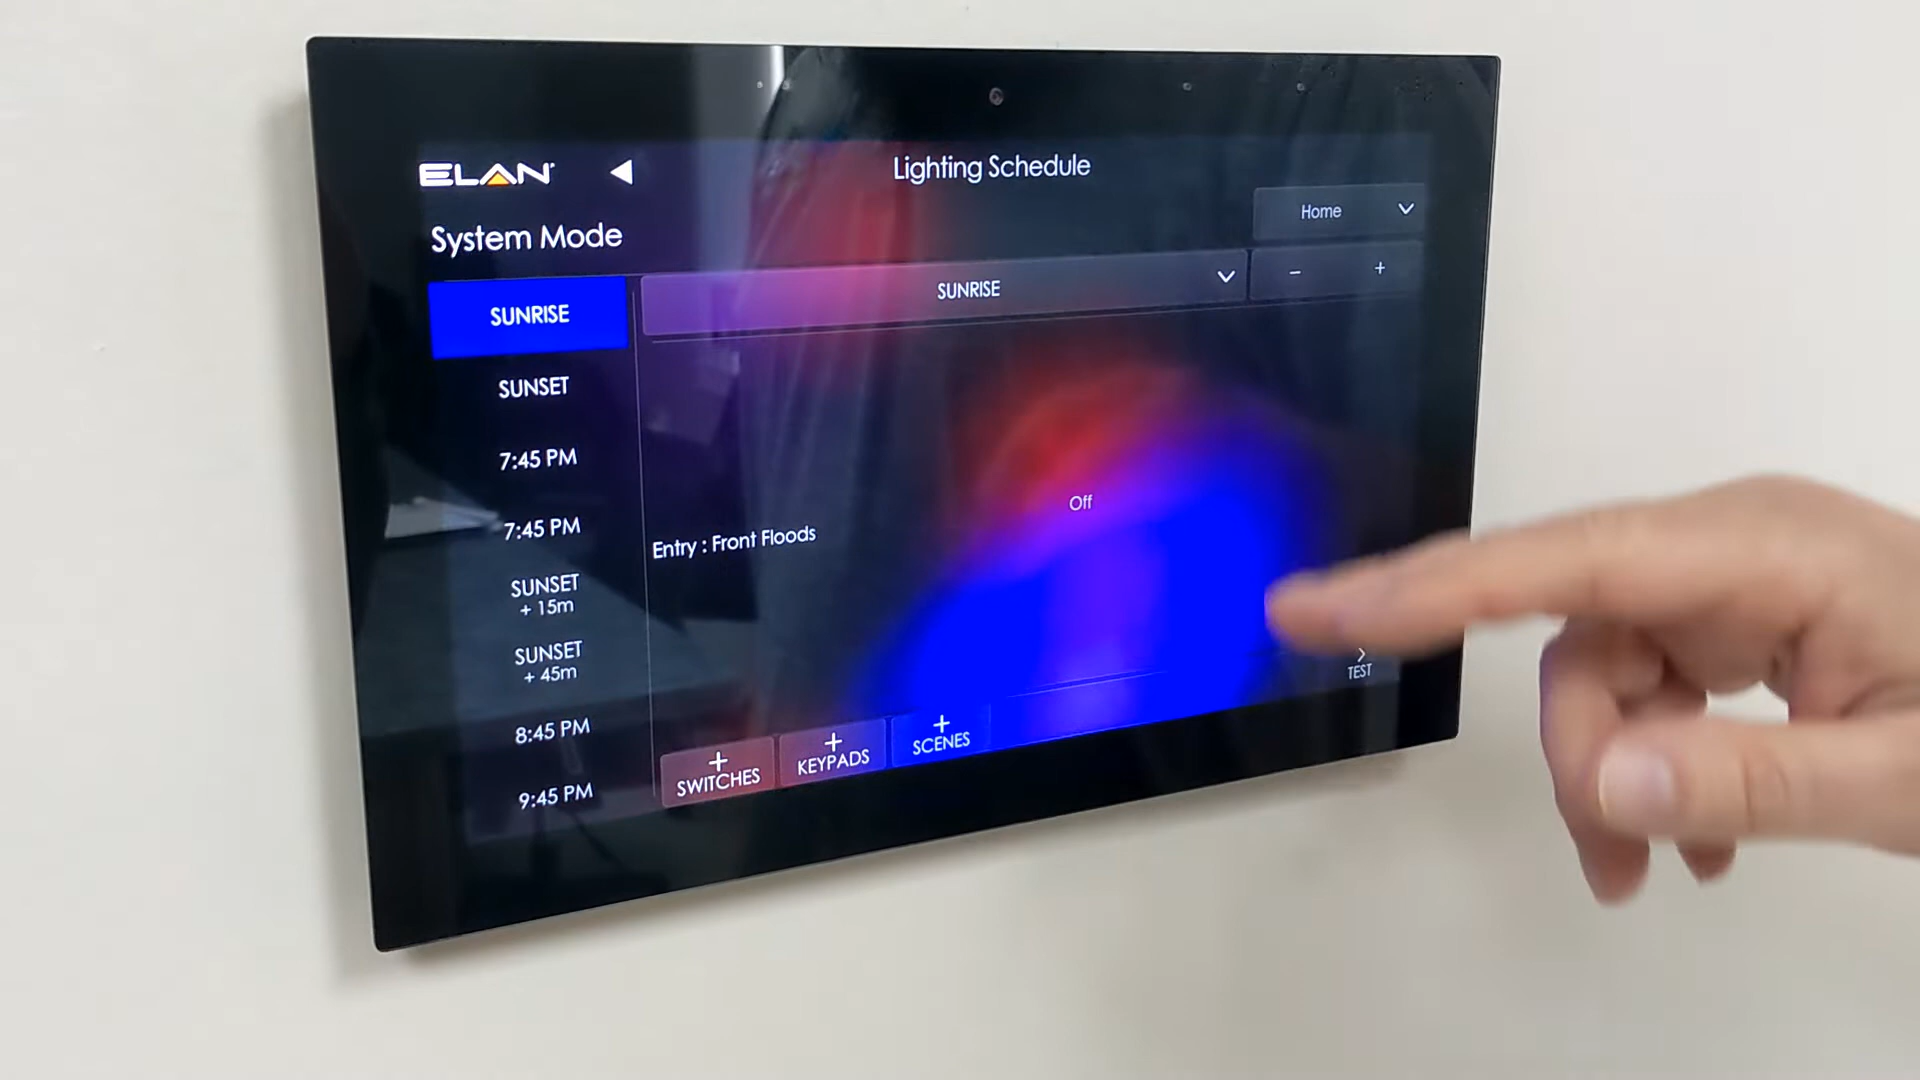 ELAN
Lighting Schedule
Home
System Mode
SUNRISE
SUNRISE
− +
SUNSET
7:45 PM
7:45 PM
SUNSET
+ 15m
SUNSET
+ 45m
8:45 PM
9:45 PM
Off
Entry : Front Floods
> TEST
+ SWITCHES
+ KEYPADS
+ SCENES